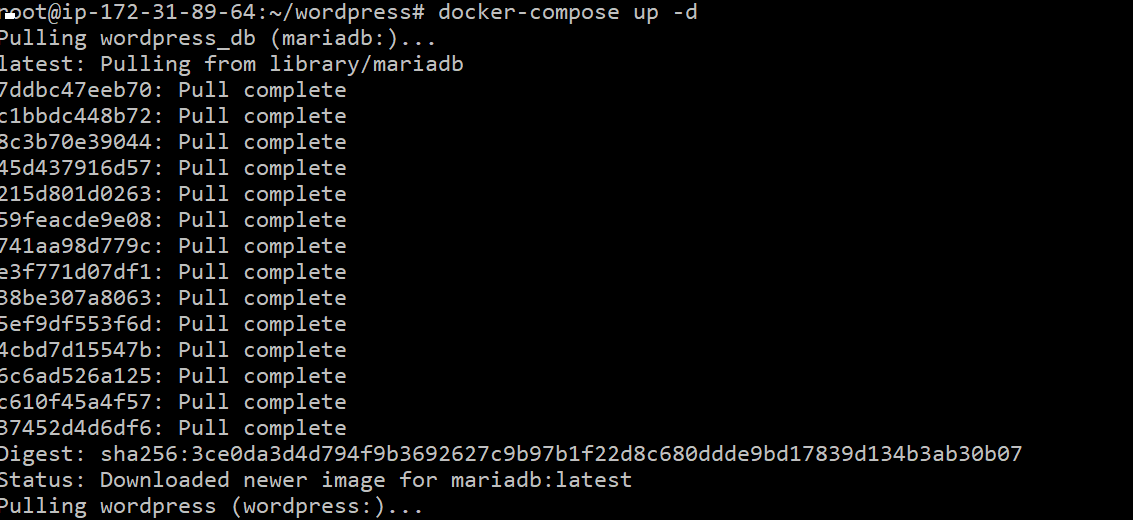 root@ip-172-31-89-64:~/wordpress# docker-compose up -d
Pulling wordpress_db (mariadb:)...
latest: Pulling from library/mariadb
7ddbc47eeb70: Pull complete
c1bbdc448b72: Pull complete
8c3b70e39044: Pull complete
45d437916d57: Pull complete
215d801d0263: Pull complete
59feacde9e08: Pull complete
741aa98d779c: Pull complete
e3f771d07df1: Pull complete
38be307a8063: Pull complete
5ef9df553f6d: Pull complete
4cbd7d15547b: Pull complete
6c6ad526a125: Pull complete
c610f45a4f57: Pull complete
37452d4d6df6: Pull complete
Digest: sha256:3ce0da3d4d794f9b3692627c9b97b1f22d8c680ddde9bd17839d134b3ab30b07
Status: Downloaded newer image for mariadb:latest
Pulling wordpress (wordpress:)...